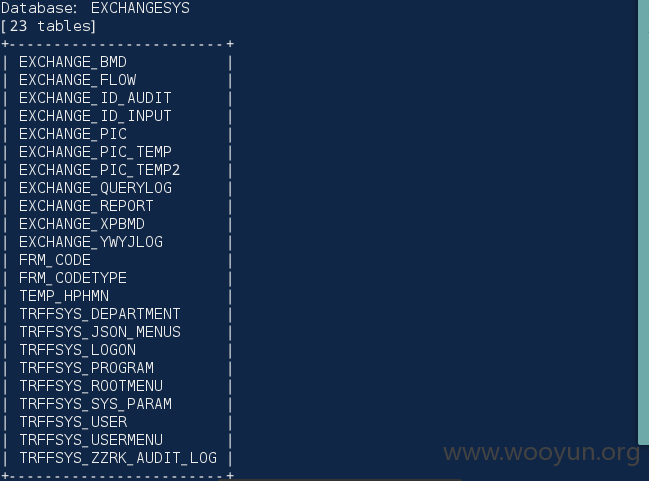 Database: EXCHANGESYS
[23 tables]
+------------------------+
| EXCHANGE_BMD |
| EXCHANGE_FLOW |
| EXCHANGE_ID_AUDIT |
| EXCHANGE_ID_INPUT |
| EXCHANGE_PIC |
| EXCHANGE_PIC_TEMP |
| EXCHANGE_PIC_TEMP2 |
| EXCHANGE_QUERYLOG |
| EXCHANGE_REPORT |
| EXCHANGE_XPBMD |
| EXCHANGE_YWYJLOG |
| FRM_CODE |
| FRM_CODETYPE |
| TEMP_HPHMN |
| TRFFSYS_DEPARTMENT |
| TRFFSYS_JSON_MENUS |
| TRFFSYS_LOGON |
| TRFFSYS_PROGRAM |
| TRFFSYS_ROOTMENU |
| TRFFSYS_SYS_PARAM |
| TRFFSYS_USER |
| TRFFSYS_USERMENU |
| TRFFSYS_ZZRK_AUDIT_LOG |
+------------------------+
www.wooyun.org